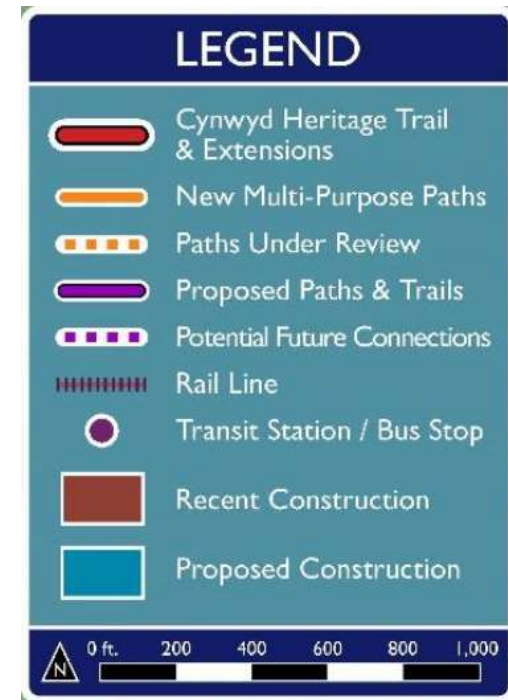 LEGEND
Cynwyd Heritage Trail
& Extensions
New Multi-Purpose Paths
Paths Under Review
Proposed Paths & Trails
Potential Future Connections
Rail Line
Transit Station / Bus Stop
Recent Construction
Proposed Construction
N 0 ft. 200 400 600 800 1,000